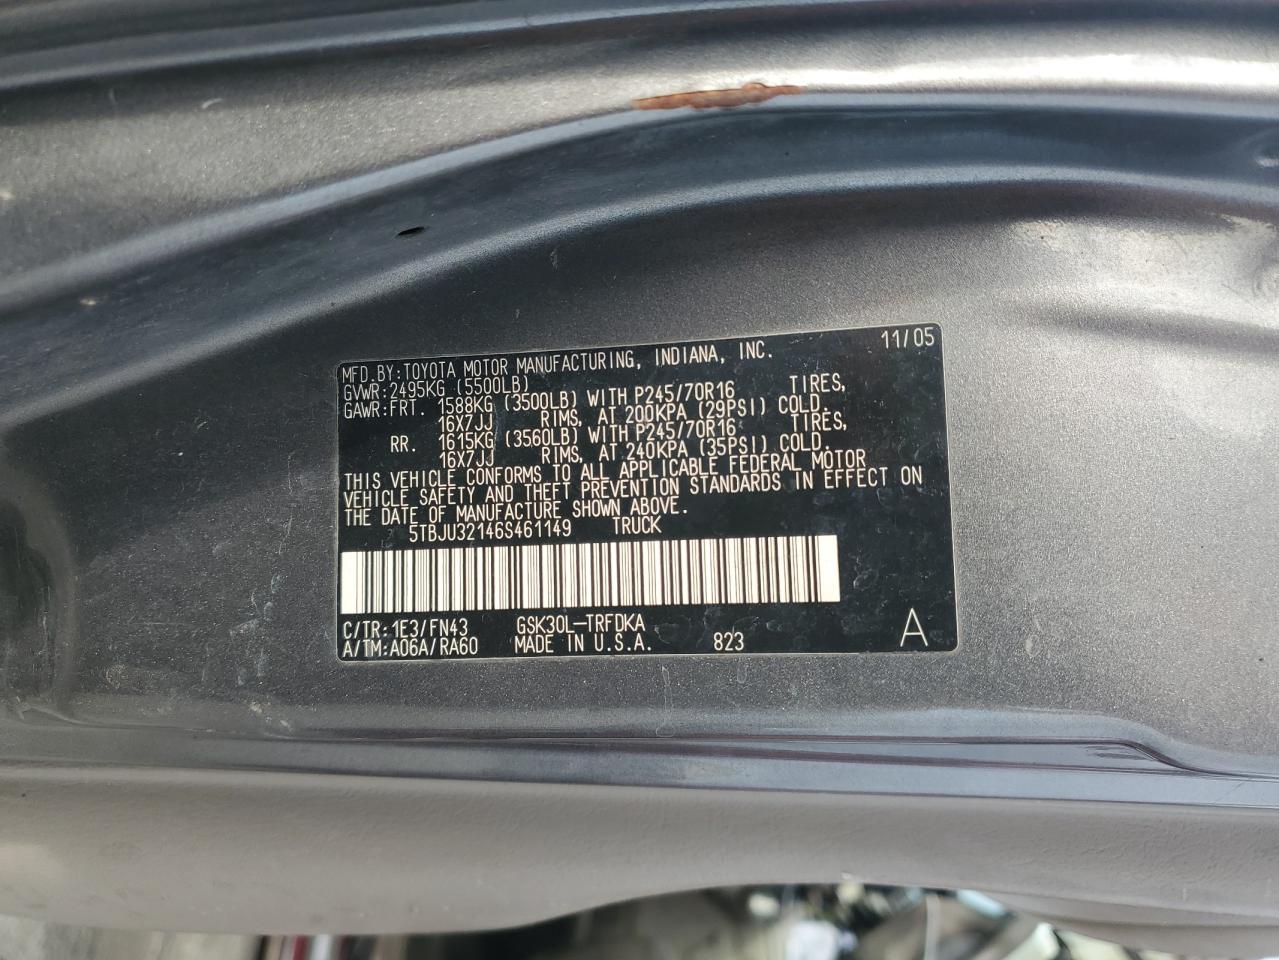 MFD.BY:TOYOTA MOTOR MANUFACTURING, INDIANA, INC. 11/05
GVWR:2495KG (5500LB)
GAWR:FRT. 1588KG (3500LB) WITH P245/70R16 TIRES,
16X7JJ RIMS, AT 200KPA (29PSI) COLD.
RR. 1615KG (3560LB) WITH P245/70R16 TIRES,
16X7JJ RIMS, AT 240KPA (35PSI) COLD.
THIS VEHICLE CONFORMS TO ALL APPLICABLE FEDERAL MOTOR
VEHICLE SAFETY AND THEFT PREVENTION STANDARDS IN EFFECT ON
THE DATE OF MANUFACTURE SHOWN ABOVE.
5TBJU32146S461149 TRUCK
C/TR:1E3/FN43 GSK30L-TRFDKA
A/TM:A06A/RA60 MADE IN U.S.A. 823 A